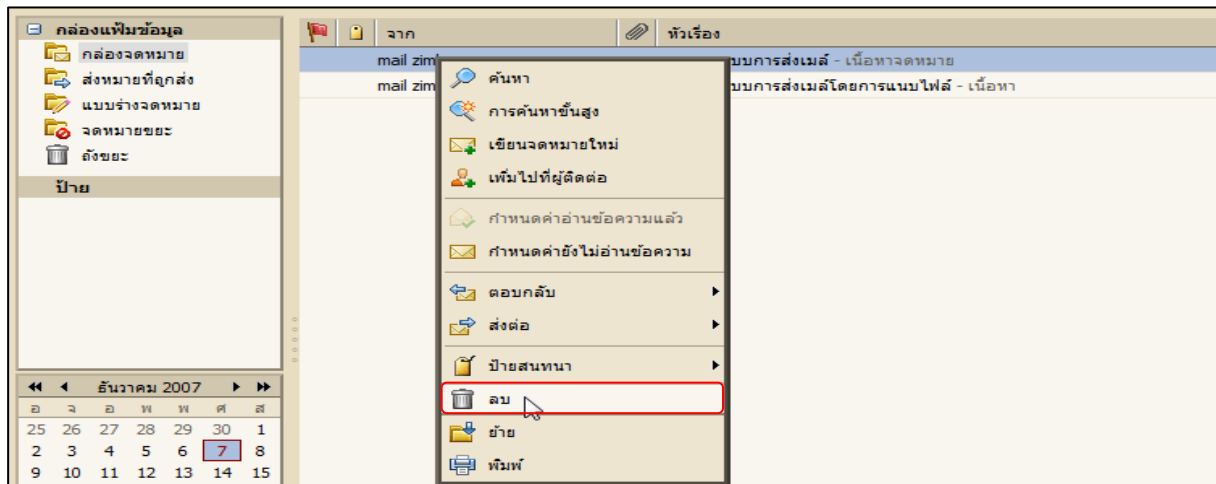 กล่องแฟ้มข้อมูล
กล่องจดหมาย
ส่งหมายที่ถูกส่ง
แบบร่างจดหมาย
จดหมายขยะ
ถังขยะ
ป้าย
จาก หัวเรื่อง
mail zim บบการส่งเมล์ - เนื้อหาจดหมาย
mail zim บบการส่งเมล์โดยการแนบไฟล์ - เนื้อหา
ค้นหา
การค้นหาขั้นสูง
เขียนจดหมายใหม่
เพิ่มไปที่ผู้ติดต่อ
กำหนดค่าอ่านข้อความแล้ว
กำหนดค่ายังไม่อ่านข้อความ
ตอบกลับ
ส่งต่อ
ป้ายสนทนา
ลบ
ย้าย
พิมพ์
ธันวาคม 2007
อ จ อ พ พ ศ ส
25 26 27 28 29 30 1
2 3 4 5 6 7 8
9 10 11 12 13 14 15